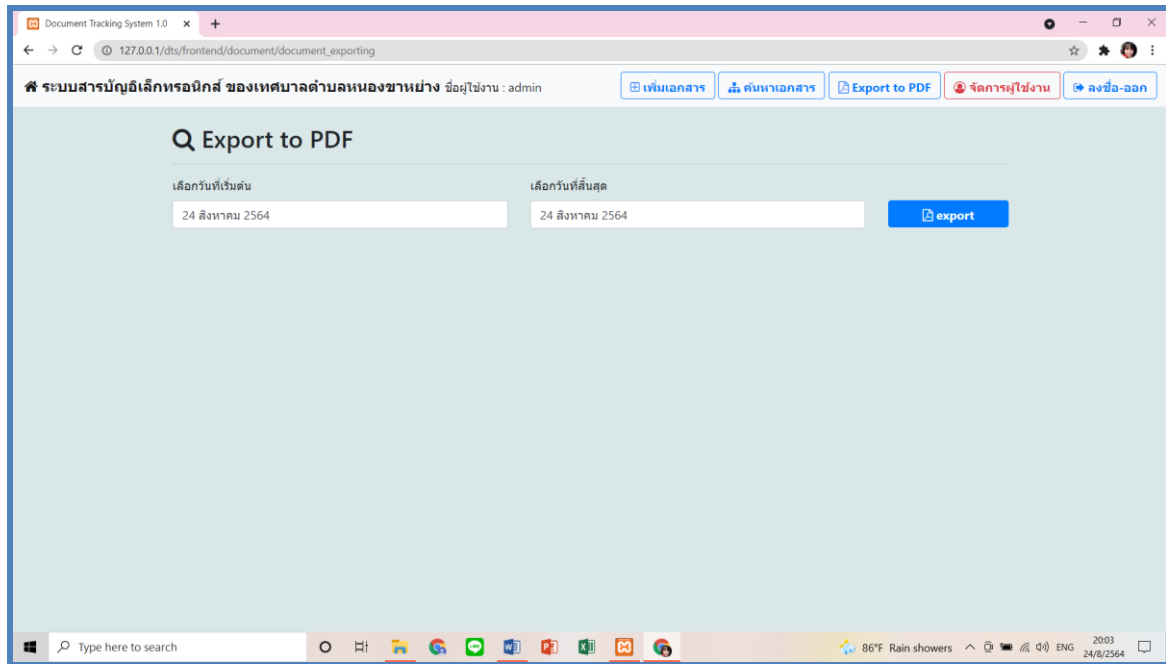 Document Tracking System 1.0
127.0.0.1/dts/frontend/document/document_exporting
ระบบสารบัญอิเล็กทรอนิกส์ ของเทศบาลตำบลหนองขาหย่าง ชื่อผู้ใช้งาน : admin เพิ่มเอกสาร ค้นหาเอกสาร Export to PDF จัดการผู้ใช้งาน ลงชื่อ-ออก
Export to PDF
เลือกวันที่เริ่มต้น เลือกวันที่สิ้นสุด
24 สิงหาคม 2564 24 สิงหาคม 2564 export
Type here to search 86°F Rain showers ENG 20:03
24/8/2564